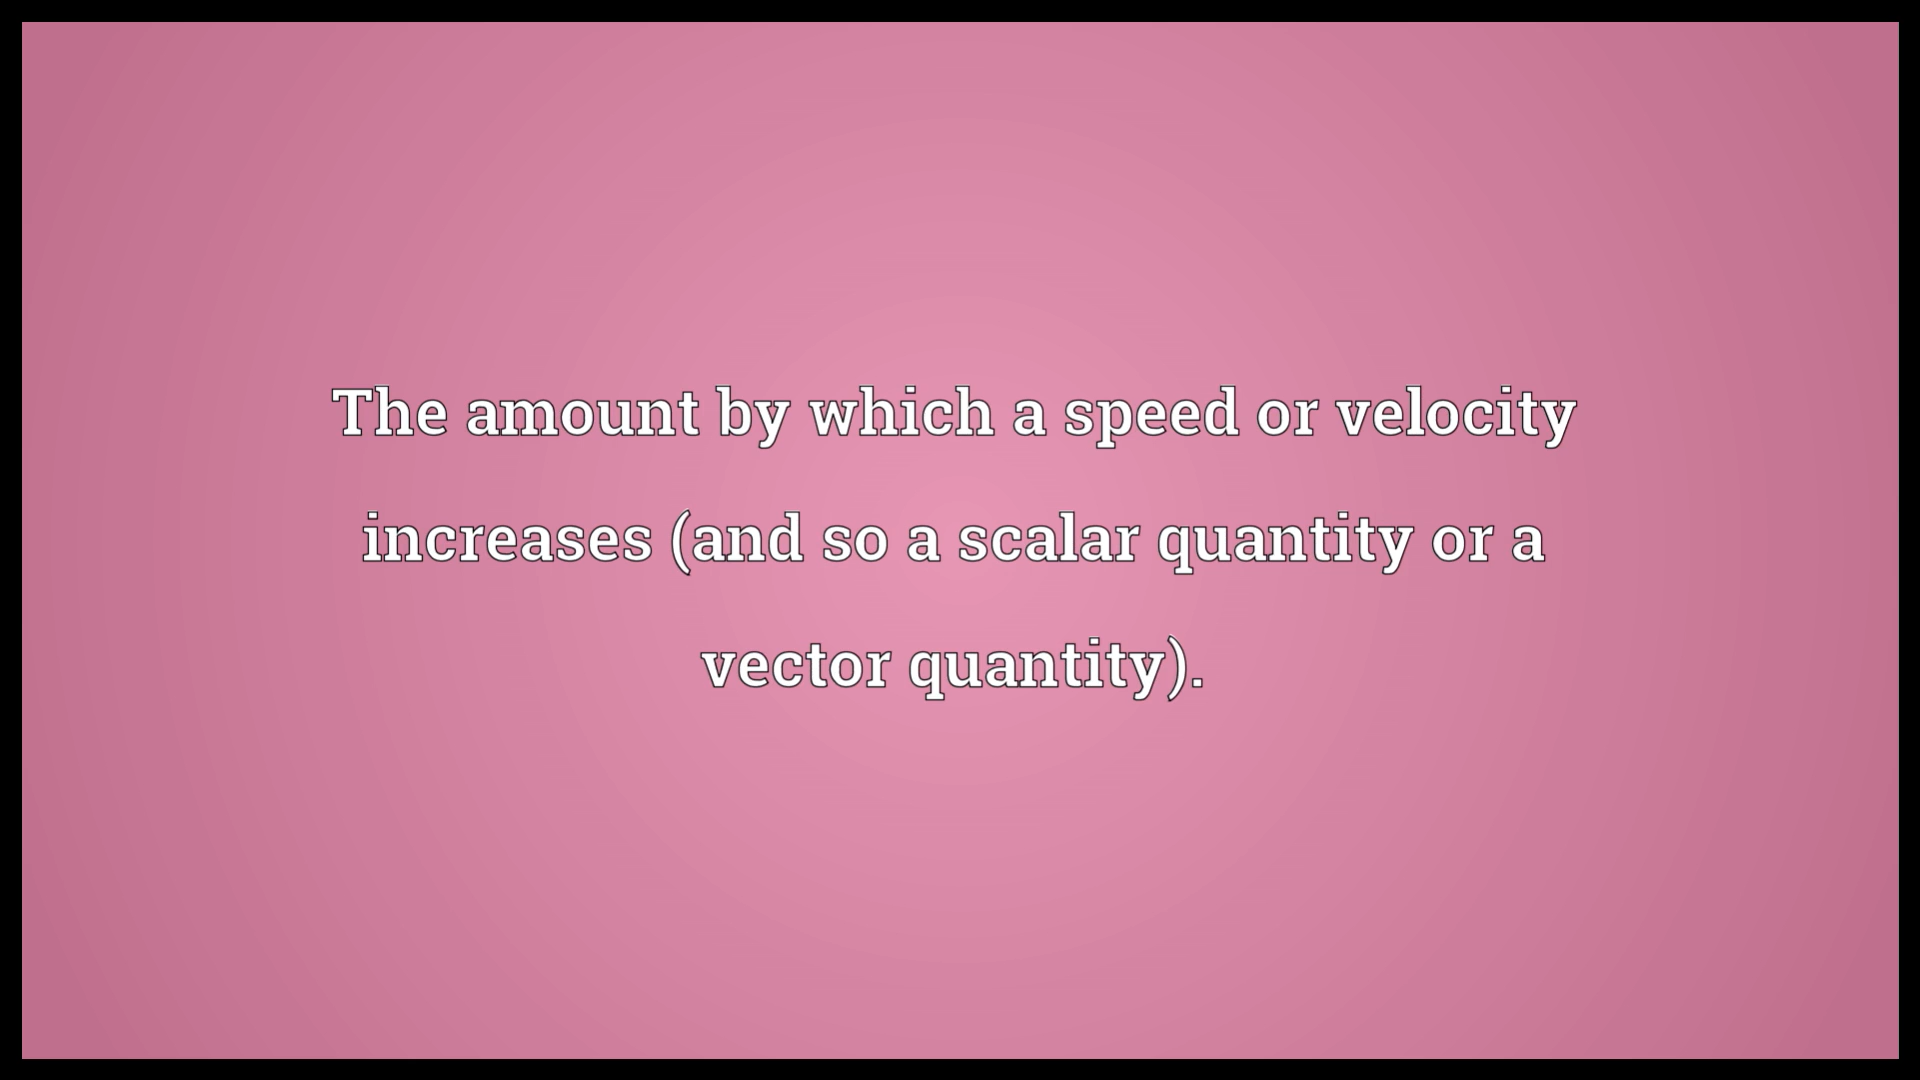 The amount by which a speed or velocity
increases (and so a scalar quantity or a
vector quantity).